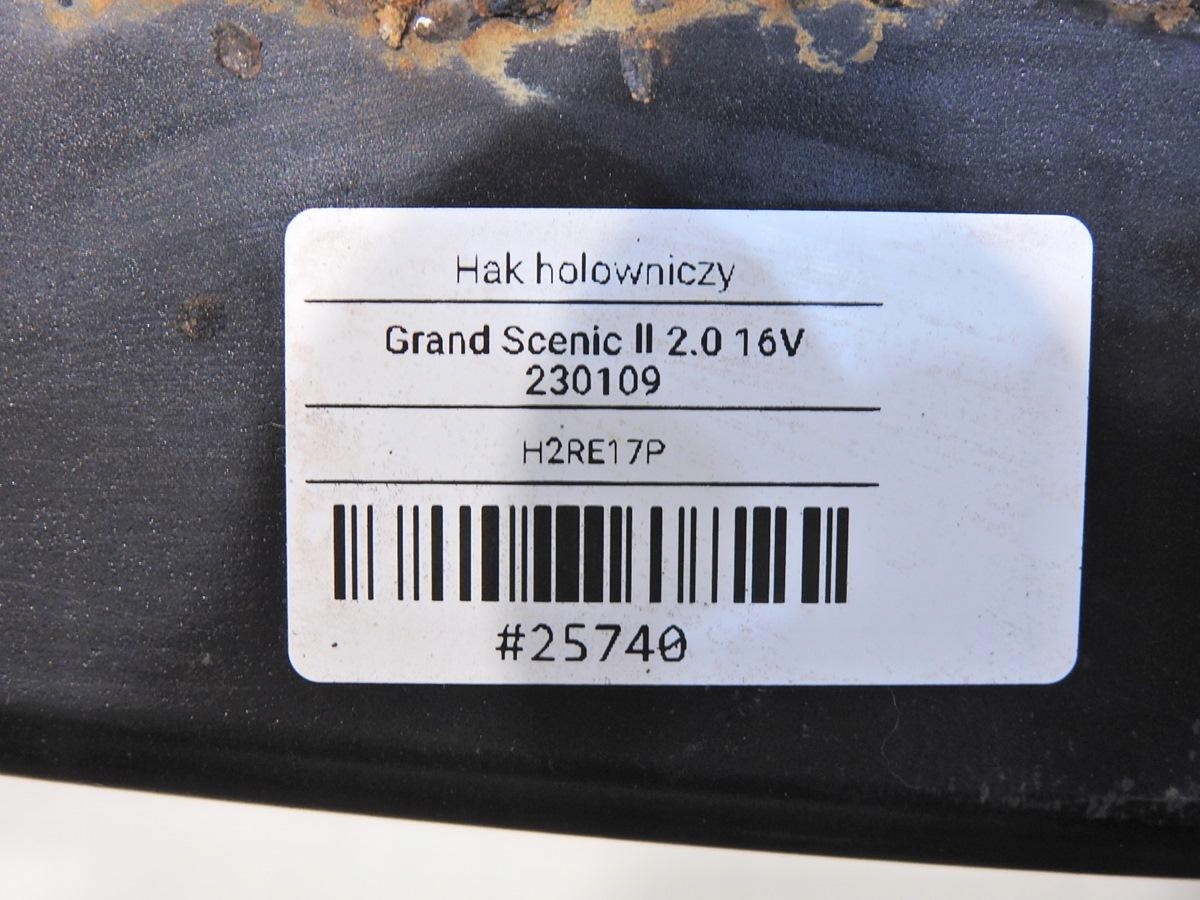 Hak holowniczy
Grand Scenic II 2.0 16V
230109
H2RE17P
#25740